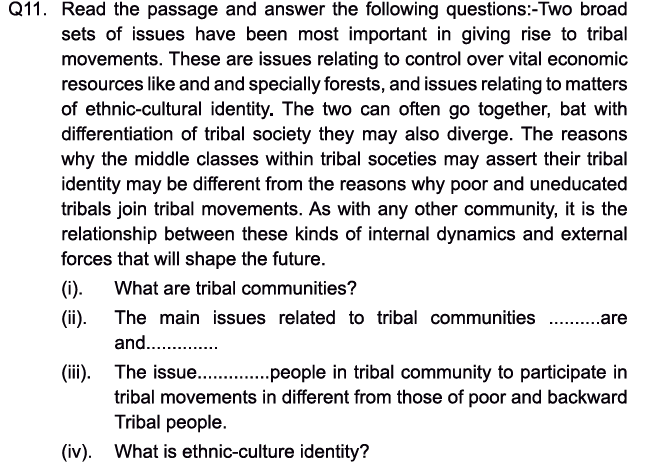 Q11. Read the passage and answer the following questions:-Two broad
sets of issues have been most important in giving rise to tribal
movements. These are issues relating to control over vital economic
resources like and and specially forests, and issues relating to matters
of ethnic-cultural identity. The two can often go together, bat with
differentiation of tribal society they may also diverge. The reasons
why the middle classes within tribal soceties may assert their tribal
identity may be different from the reasons why poor and uneducated
tribals join tribal movements. As with any other community, it is the
relationship between these kinds of internal dynamics and external
forces that will shape the future.
(i). What are tribal communities?
(ii). The main issues related to tribal communities ..........are
and..............
(iii). The issue..............people in tribal community to participate in
tribal movements in different from those of poor and backward
Tribal people.
(iv). What is ethnic-culture identity?